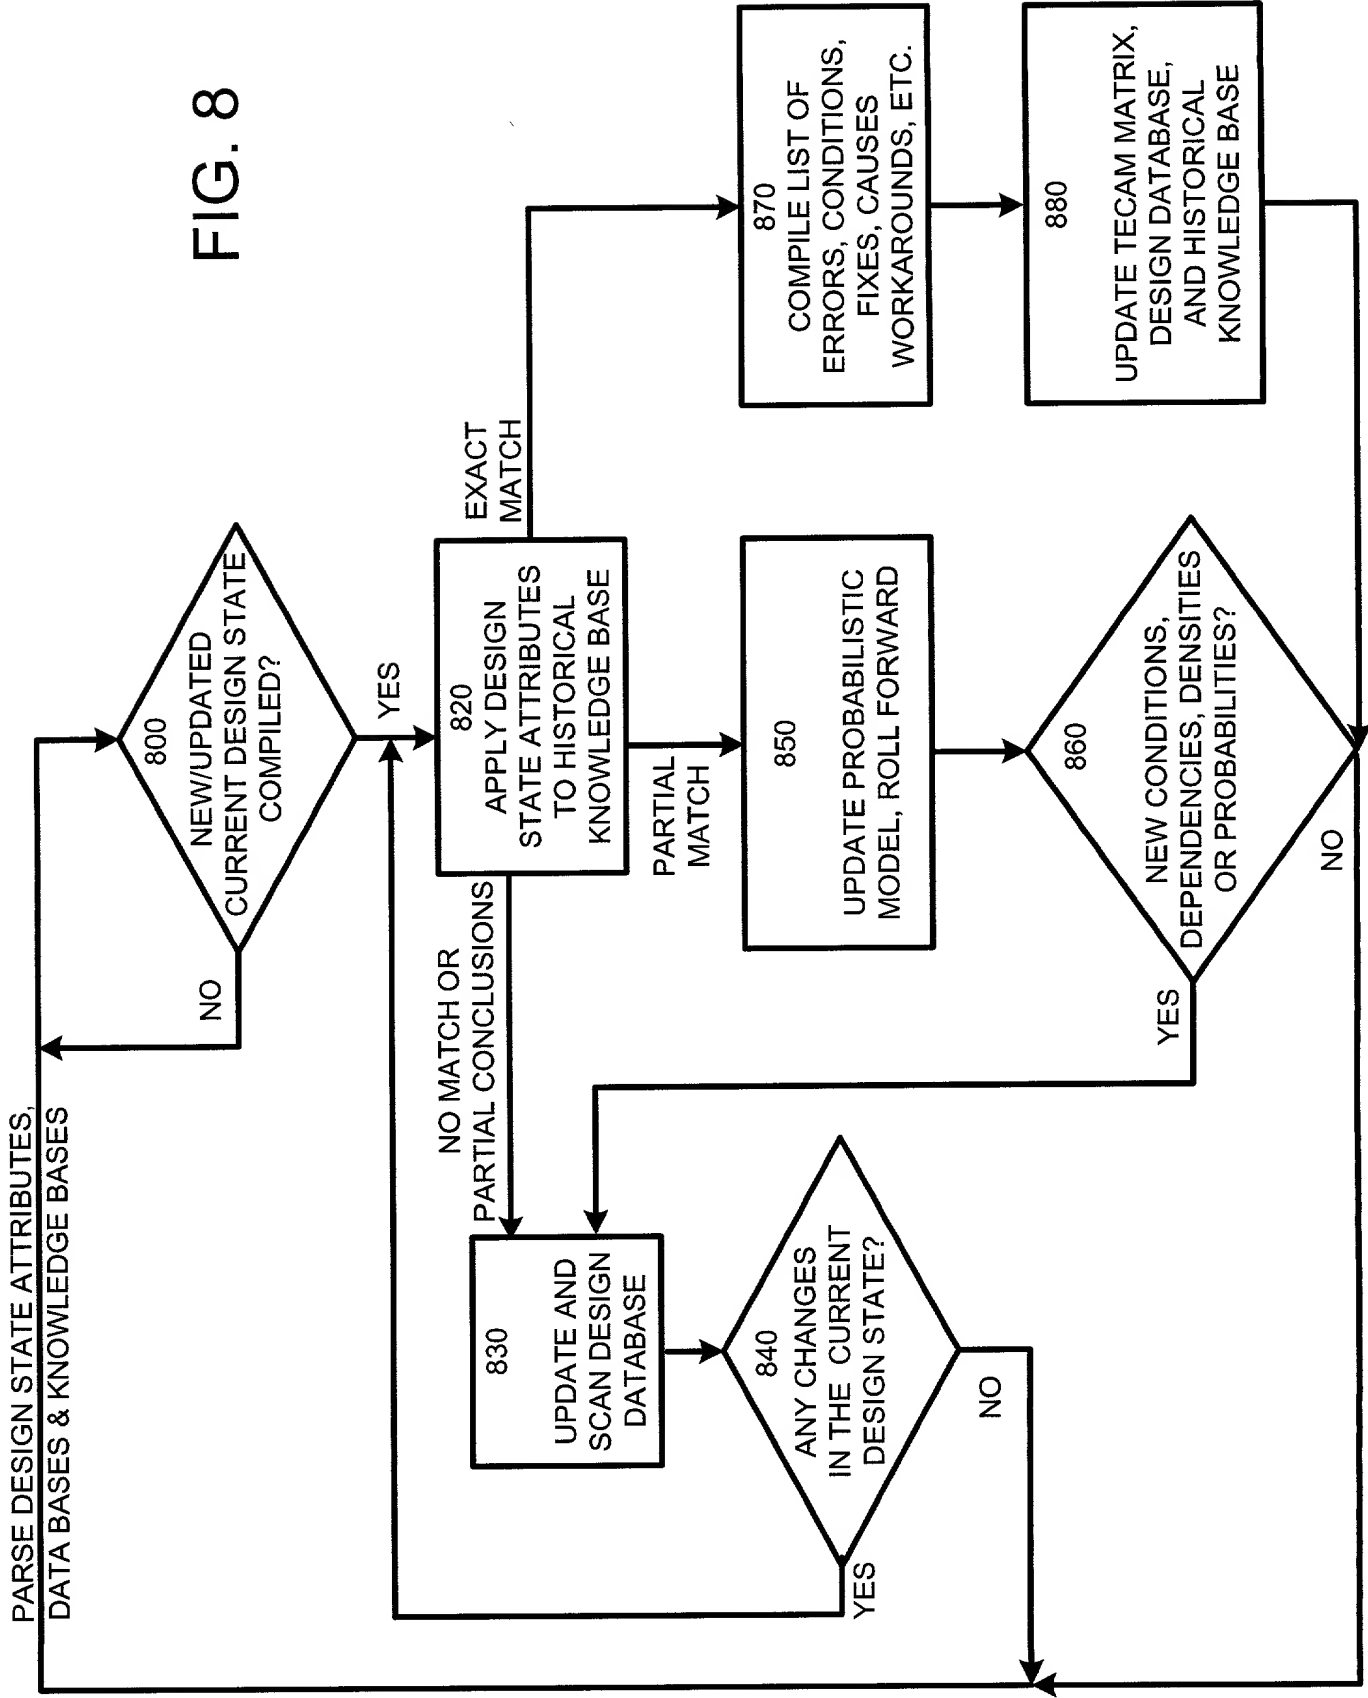 FIG. 8
PARSE DESIGN STATE ATTRIBUTES,
DATA BASES & KNOWLEDGE BASES
800
NEW/UPDATED
CURRENT DESIGN STATE
COMPILED?
NO
YES
820
APPLY DESIGN
STATE ATTRIBUTES
TO HISTORICAL
KNOWLEDGE BASE
NO MATCH OR
PARTIAL CONCLUSIONS
PARTIAL
MATCH
EXACT
MATCH
830
UPDATE AND
SCAN DESIGN
DATABASE
840
ANY CHANGES
IN THE CURRENT
DESIGN STATE?
YES
NO
850
UPDATE PROBABILISTIC
MODEL, ROLL FORWARD
860
NEW CONDITIONS,
DEPENDENCIES, DENSITIES
OR PROBABILITIES?
YES
NO
870
COMPILE LIST OF
ERRORS, CONDITIONS,
FIXES, CAUSES
WORKAROUNDS, ETC.
880
UPDATE TECAM MATRIX,
DESIGN DATABASE,
AND HISTORICAL
KNOWLEDGE BASE